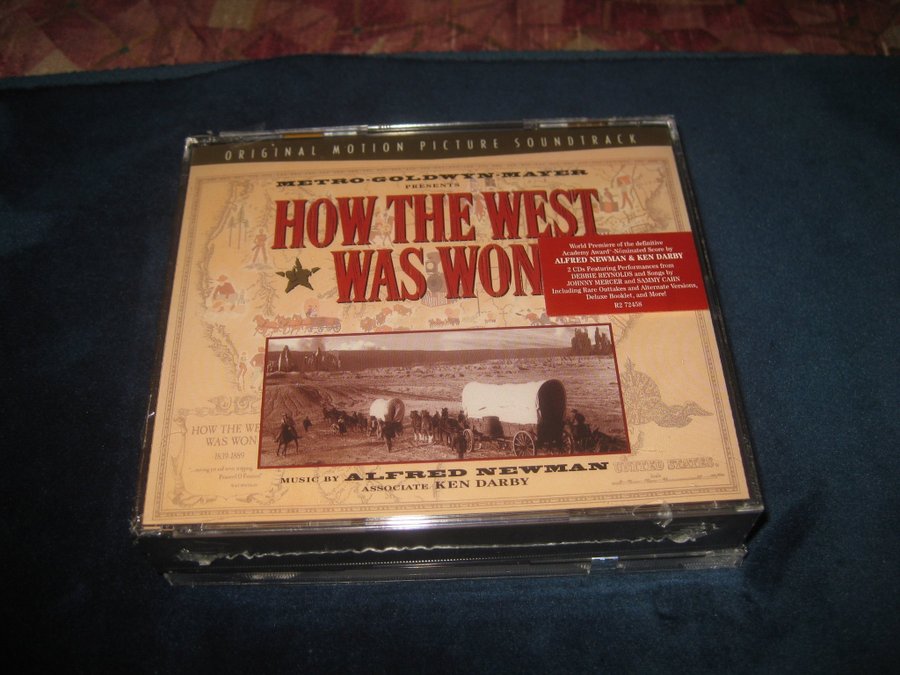 ORIGINAL MOTION PICTURE SOUNDTRACK
METRO-GOLDWYN-MAYER
PRESENTS
HOW THE WEST
WAS WON
World Premiere of the definitive
Academy Award-Nominated Score by
ALFRED NEWMAN & KEN DARBY
2 CDs Featuring Performances from
DEBBIE REYNOLDS and Songs by
JOHNNY MERCER and SAMMY CAHN
Including Rare Outtakes and Alternate Versions,
Deluxe Booklet, and More!
R2 72458
HOW THE WE
WAS WON
1839-1889
UNITED STATES.
MUSIC BY ALFRED NEWMAN
ASSOCIATE KEN DARBY